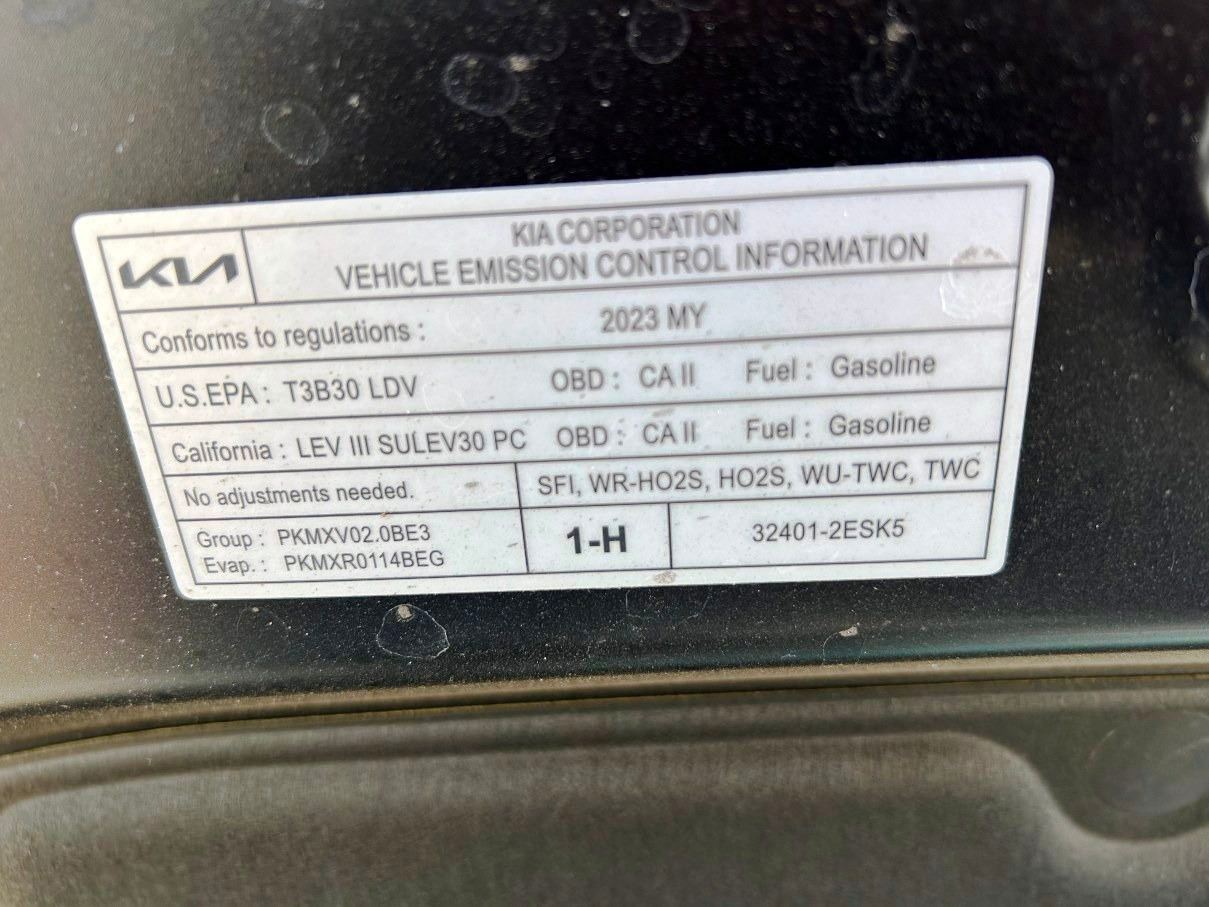 KIA
KIA CORPORATION
VEHICLE EMISSION CONTROL INFORMATION
Conforms to regulations : 2023 MY
U.S.EPA : T3B30 LDV OBD : CA II Fuel : Gasoline
California : LEV III SULEV30 PC OBD : CA II Fuel : Gasoline
No adjustments needed. SFI, WR-HO2S, HO2S, WU-TWC, TWC
Group : PKMXV02.0BE3
Evap. : PKMXR0114BEG
1-H
32401-2ESK5